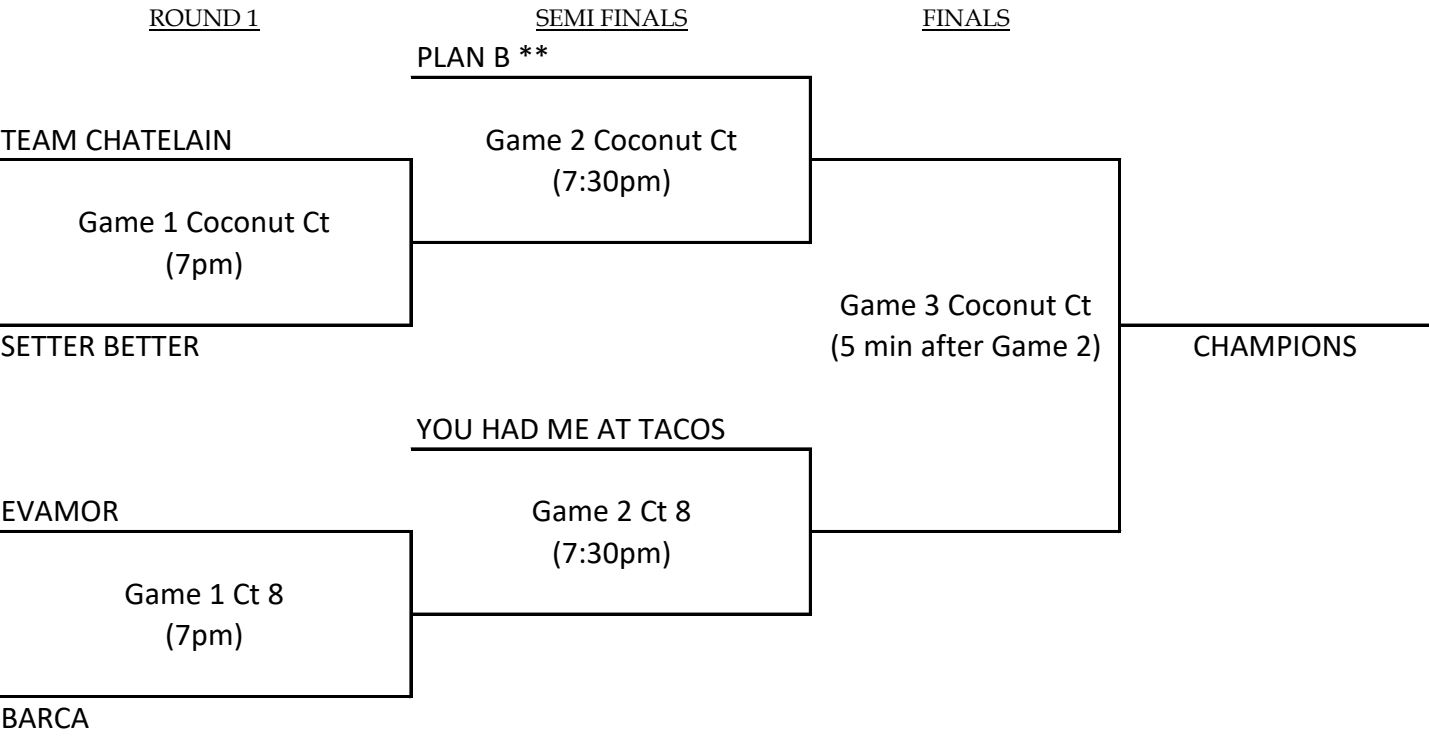 ROUND 1
SEMI FINALS
FINALS
PLAN B **
TEAM CHATELAIN
Game 2 Coconut Ct
(7:30pm)
Game 1 Coconut Ct
(7pm)
SETTER BETTER
Game 3 Coconut Ct
(5 min after Game 2)
CHAMPIONS
YOU HAD ME AT TACOS
EVAMOR
Game 2 Ct 8
(7:30pm)
Game 1 Ct 8
(7pm)
BARCA